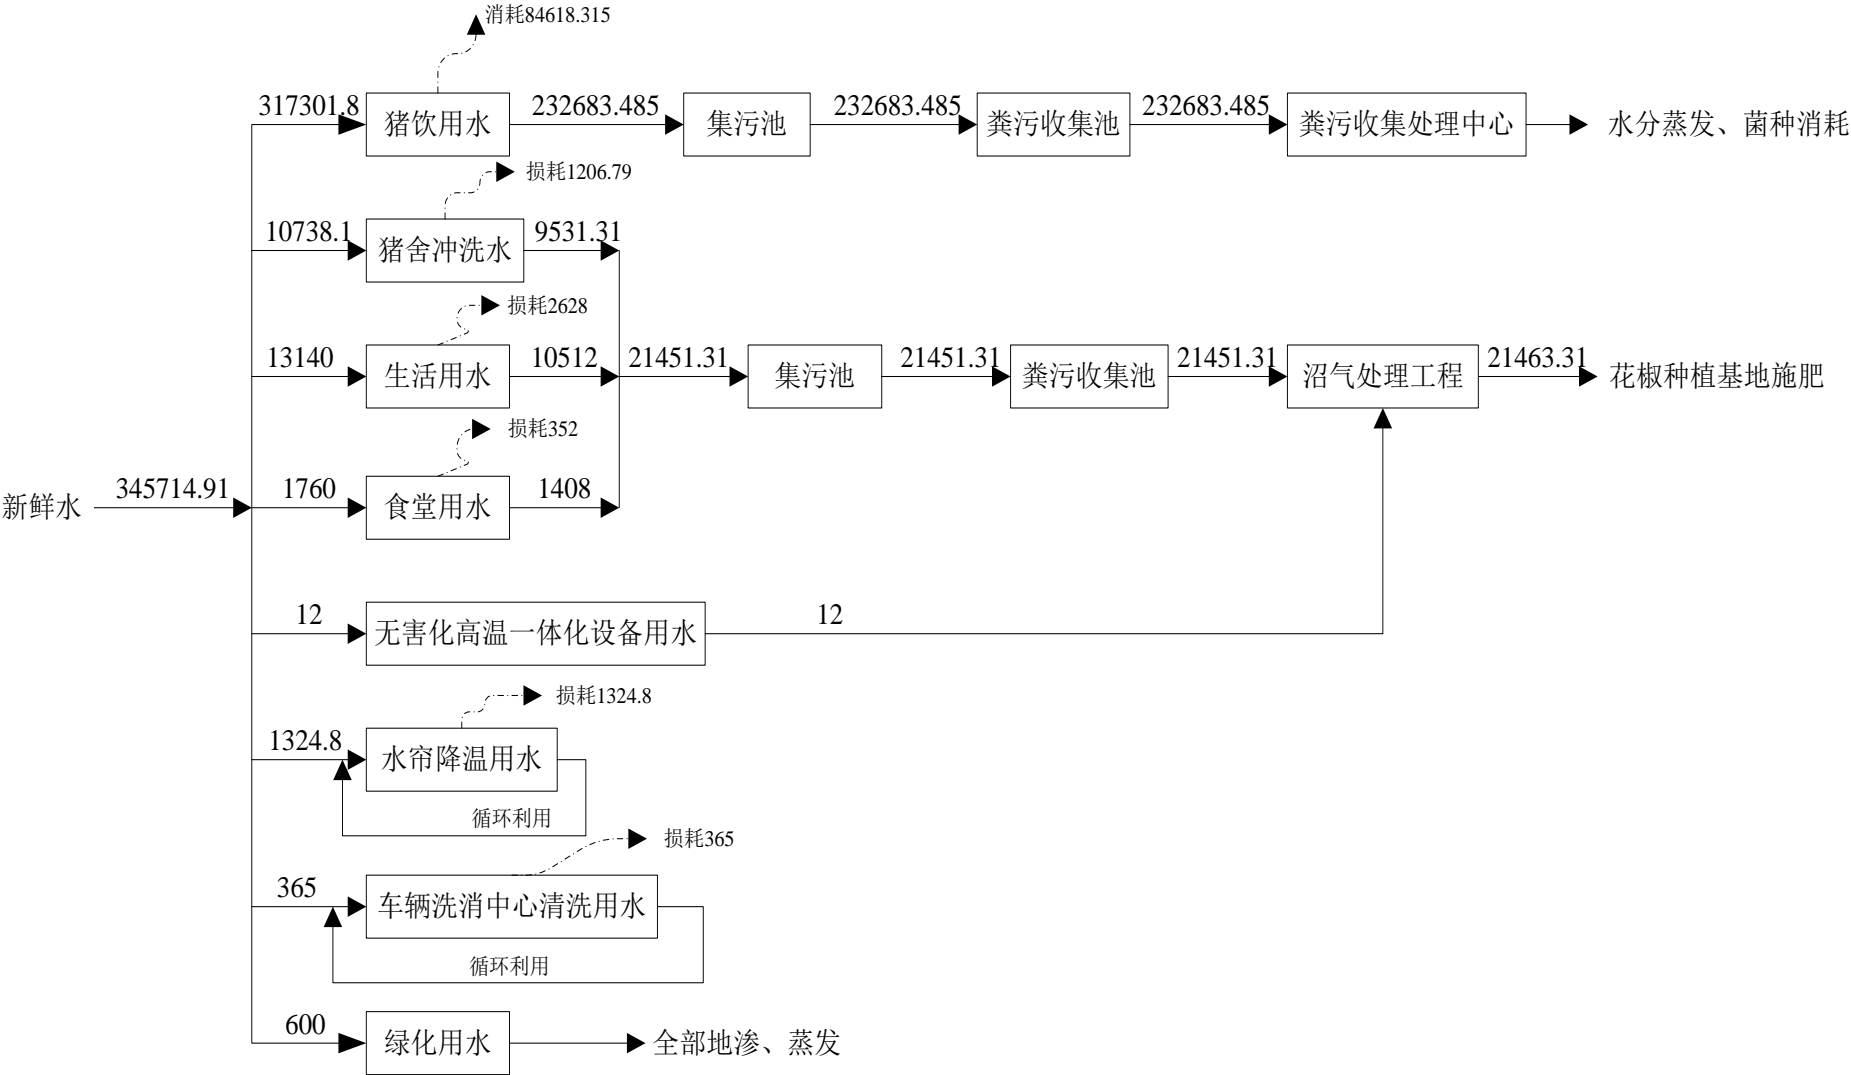 消耗84618.315
317301.8
猪饮用水
232683.485
集污池
232683.485
粪污收集池
232683.485
粪污收集处理中心
水分蒸发、菌种消耗
损耗1206.79
10738.1
猪舍冲洗水
9531.31
损耗2628
13140
生活用水
10512
21451.31
集污池
21451.31
粪污收集池
21451.31
沼气处理工程
21463.31
花椒种植基地施肥
损耗352
新鲜水
345714.91
1760
食堂用水
1408
12
无害化高温一体化设备用水
12
损耗1324.8
1324.8
水帘降温用水
循环利用
损耗365
365
车辆洗消中心清洗用水
循环利用
600
绿化用水
全部地渗、蒸发